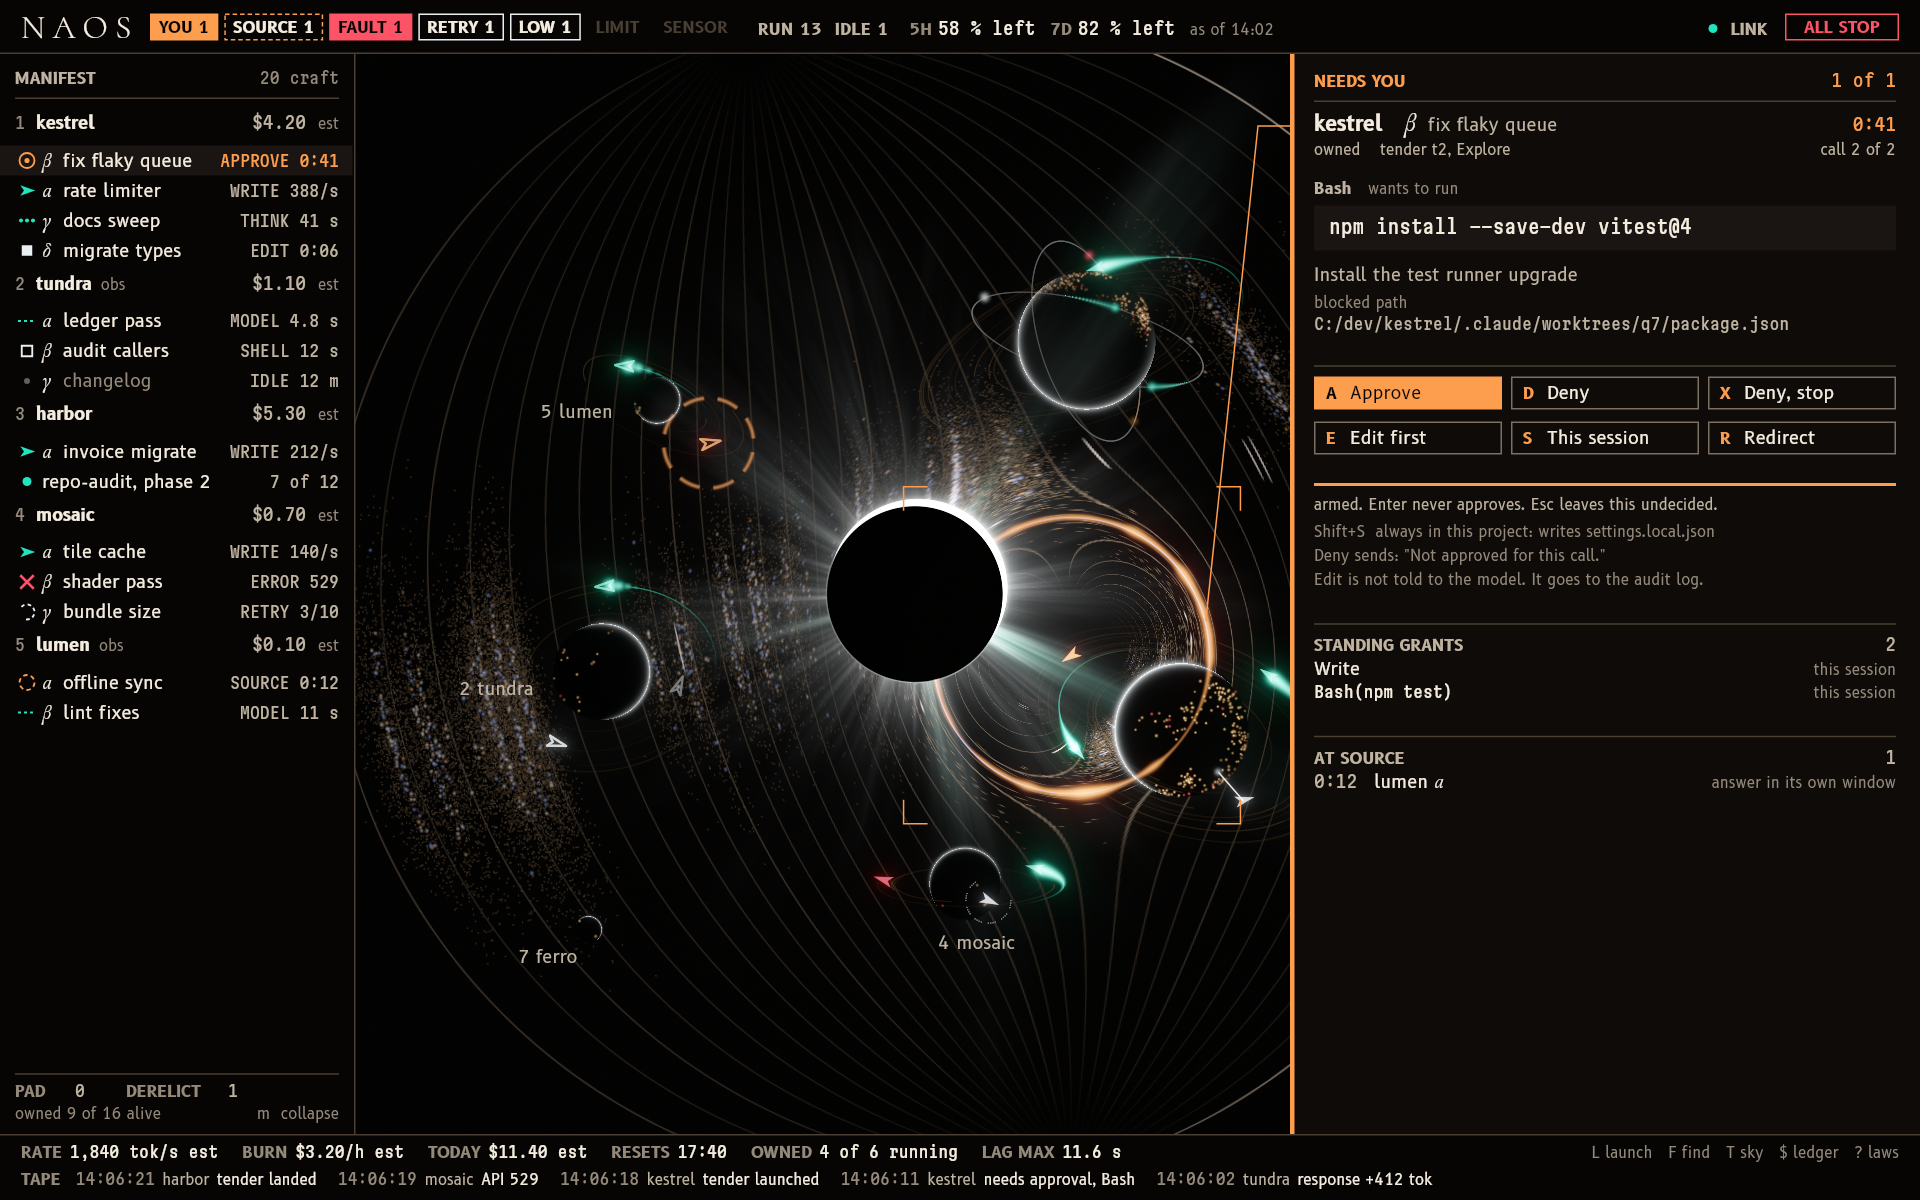 NAOS YOU 1 SOURCE 1 FAULT 1 RETRY 1 LOW 1 LIMIT SENSOR RUN 13 IDLE 1 5H 58 % left 7D 82 % left as of 14:02 LINK ALL STOP
MANIFEST 20 craft
1 kestrel $4.20 est
β fix flaky queue APPROVE 0:41
α rate limiter WRITE 388/s
γ docs sweep THINK 41 s
δ migrate types EDIT 0:06
2 tundra obs $1.10 est
α ledger pass MODEL 4.8 s
β audit callers SHELL 12 s
γ changelog IDLE 12 m
3 harbor $5.30 est
α invoice migrate WRITE 212/s
repo-audit, phase 2 7 of 12
4 mosaic $0.70 est
α tile cache WRITE 140/s
β shader pass ERROR 529
γ bundle size RETRY 3/10
5 lumen obs $0.10 est
α offline sync SOURCE 0:12
β lint fixes MODEL 11 s
PAD 0 DERELICT 1
owned 9 of 16 alive m collapse
5 lumen
2 tundra
4 mosaic
7 ferro
NEEDS YOU 1 of 1
kestrel β fix flaky queue 0:41
owned tender t2, Explore call 2 of 2
Bash wants to run
npm install --save-dev vitest@4
Install the test runner upgrade
blocked path
C:/dev/kestrel/.claude/worktrees/q7/package.json
A Approve D Deny X Deny, stop
E Edit first S This session R Redirect
armed. Enter never approves. Esc leaves this undecided.
Shift+S always in this project: writes settings.local.json
Deny sends: "Not approved for this call."
Edit is not told to the model. It goes to the audit log.
STANDING GRANTS 2
Write this session
Bash(npm test) this session
AT SOURCE 1
0:12 lumen α answer in its own window
RATE 1,840 tok/s est BURN $3.20/h est TODAY $11.40 est RESETS 17:40 OWNED 4 of 6 running LAG MAX 11.6 s L launch F find T sky $ ledger ? laws
TAPE 14:06:21 harbor tender landed 14:06:19 mosaic API 529 14:06:18 kestrel tender launched 14:06:11 kestrel needs approval, Bash 14:06:02 tundra response +412 tok